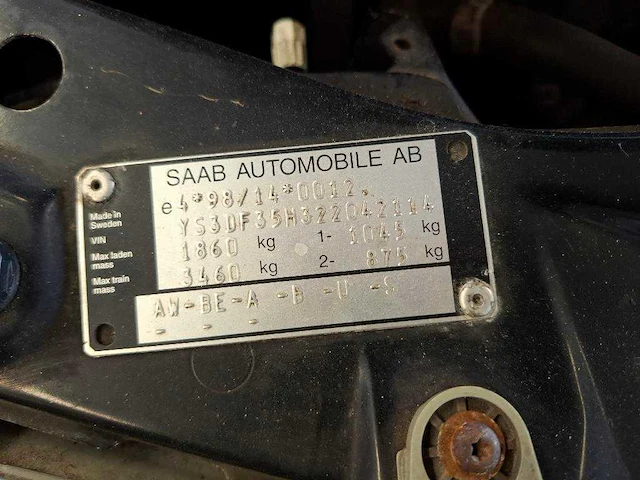 SAAB AUTOMOBILE AB
e4*98/14*0012*
Made in Sweden
VIN YS3DF35H322042114
Max laden mass 1860 kg 1- 1045 kg
Max train mass 3460 kg 2- 875 kg
AW-BE-A -B -U -S
- - -